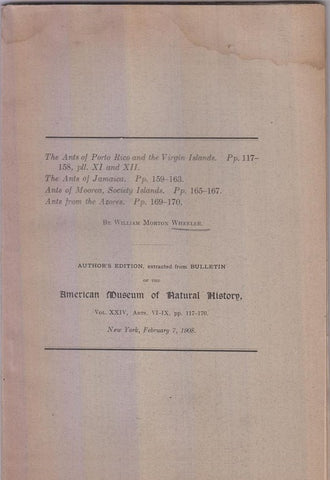 The Ants of Porto Rico and the Virgin Islands. Pp. 117–
158, pll. XI and XII.
The Ants of Jamaica. Pp. 159–163.
Ants of Moorea, Society Islands. Pp. 165–167.
Ants from the Azores. Pp. 169–170.
By William Morton Wheeler.
AUTHOR'S EDITION, extracted from BULLETIN
OF THE
American Museum of Natural History,
Vol. XXIV, Arts. VI–IX, pp. 117-170.
New York, February 7, 1908.